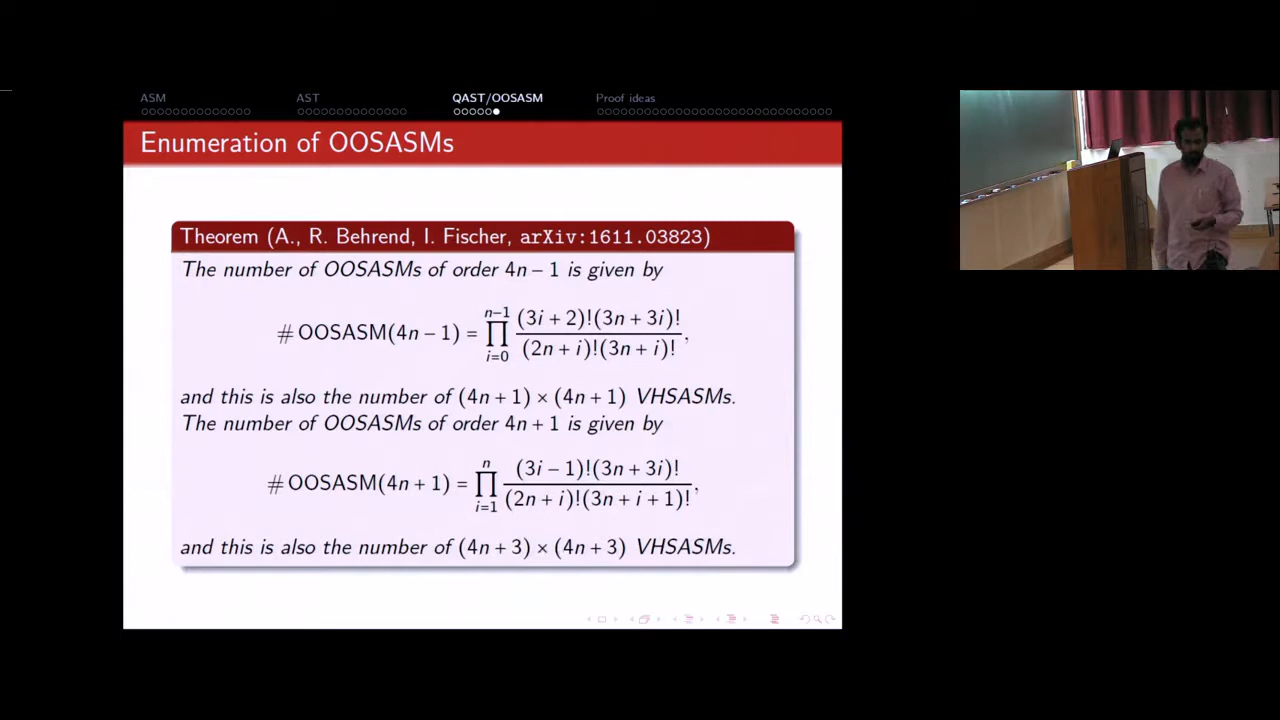 ASM AST QAST/OOSASM Proof ideas
Enumeration of OOSASMs
Theorem (A., R. Behrend, I. Fischer, arXiv:1611.03823)
The number of OOSASMs of order 4n − 1 is given by
# OOSASM(4n − 1) = ∏_{i=0}^{n−1} (3i + 2)!(3n + 3i)! / (2n + i)!(3n + i)!,
and this is also the number of (4n + 1) × (4n + 1) VHSASMs.
The number of OOSASMs of order 4n + 1 is given by
# OOSASM(4n + 1) = ∏_{i=1}^{n} (3i − 1)!(3n + 3i)! / (2n + i)!(3n + i + 1)!,
and this is also the number of (4n + 3) × (4n + 3) VHSASMs.